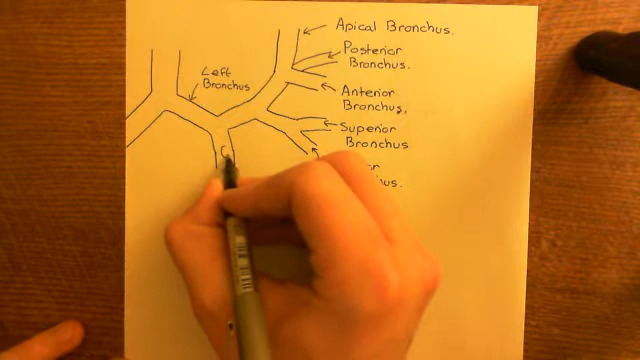 Apical Bronchus.
Posterior
Bronchus.
Left
Bronchus
Anterior
Bronchus.
Superior
Bronchus